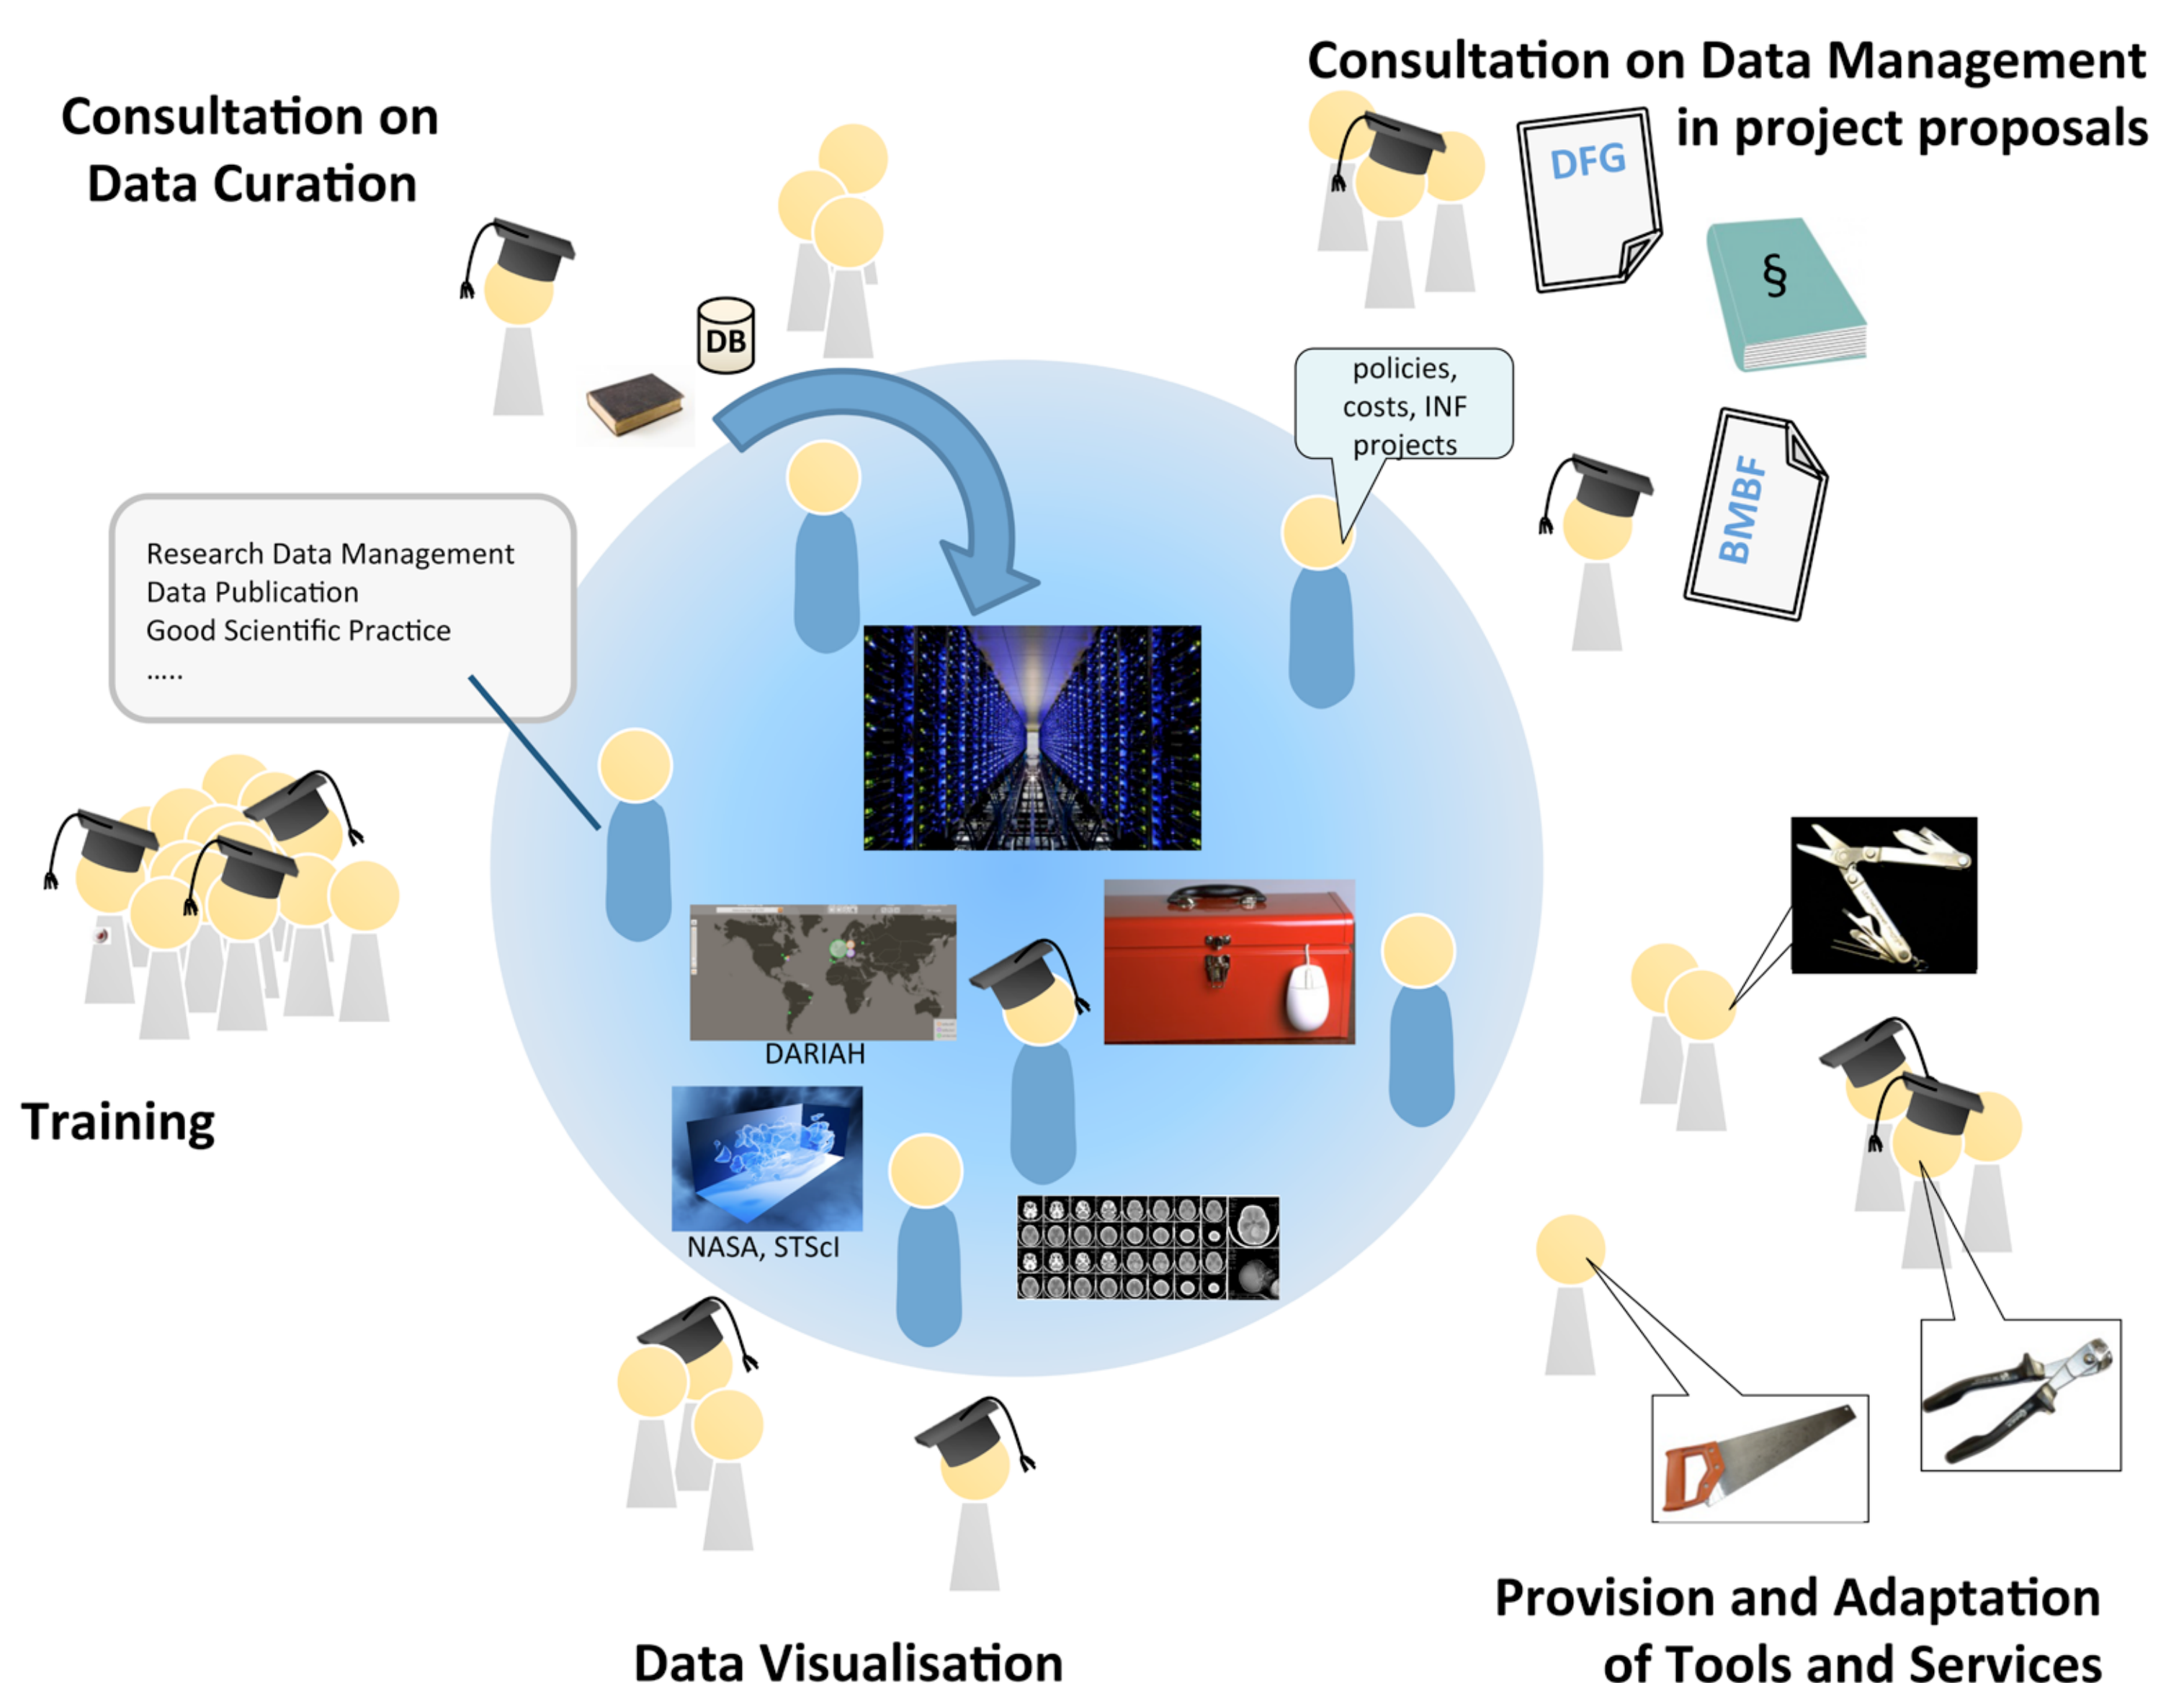 Consultation on Data Management
in project proposals
Consultation on
Data Curation
DFG
§
DB
policies,
costs, INF
projects
BMBF
Research Data Management
Data Publication
Good Scientific Practice
.....
DARIAH
Training
NASA, STScI
Provision and Adaptation
of Tools and Services
Data Visualisation